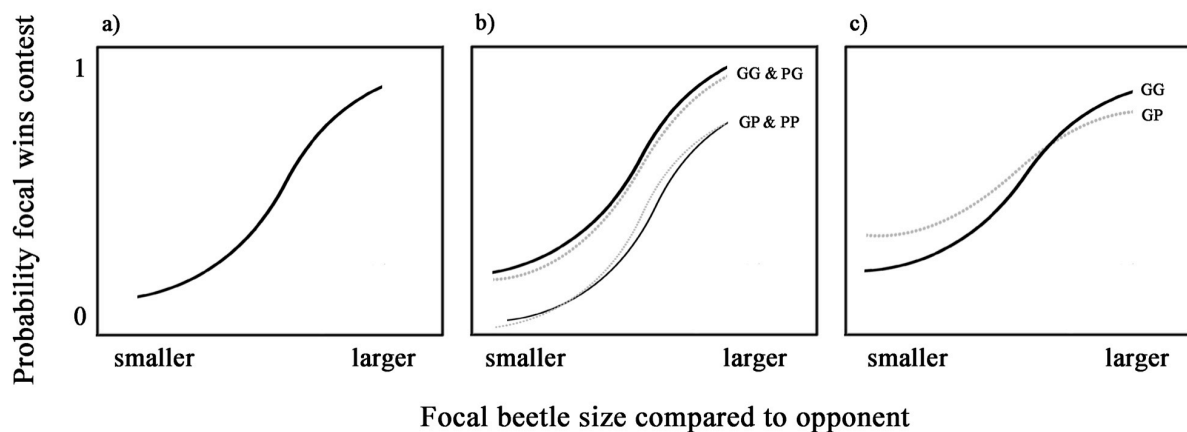 a)
b)
c)
Probability focal wins contest
1
0
GG & PG
GP & PP
GG
GP
smaller
larger
smaller
larger
smaller
larger
Focal beetle size compared to opponent